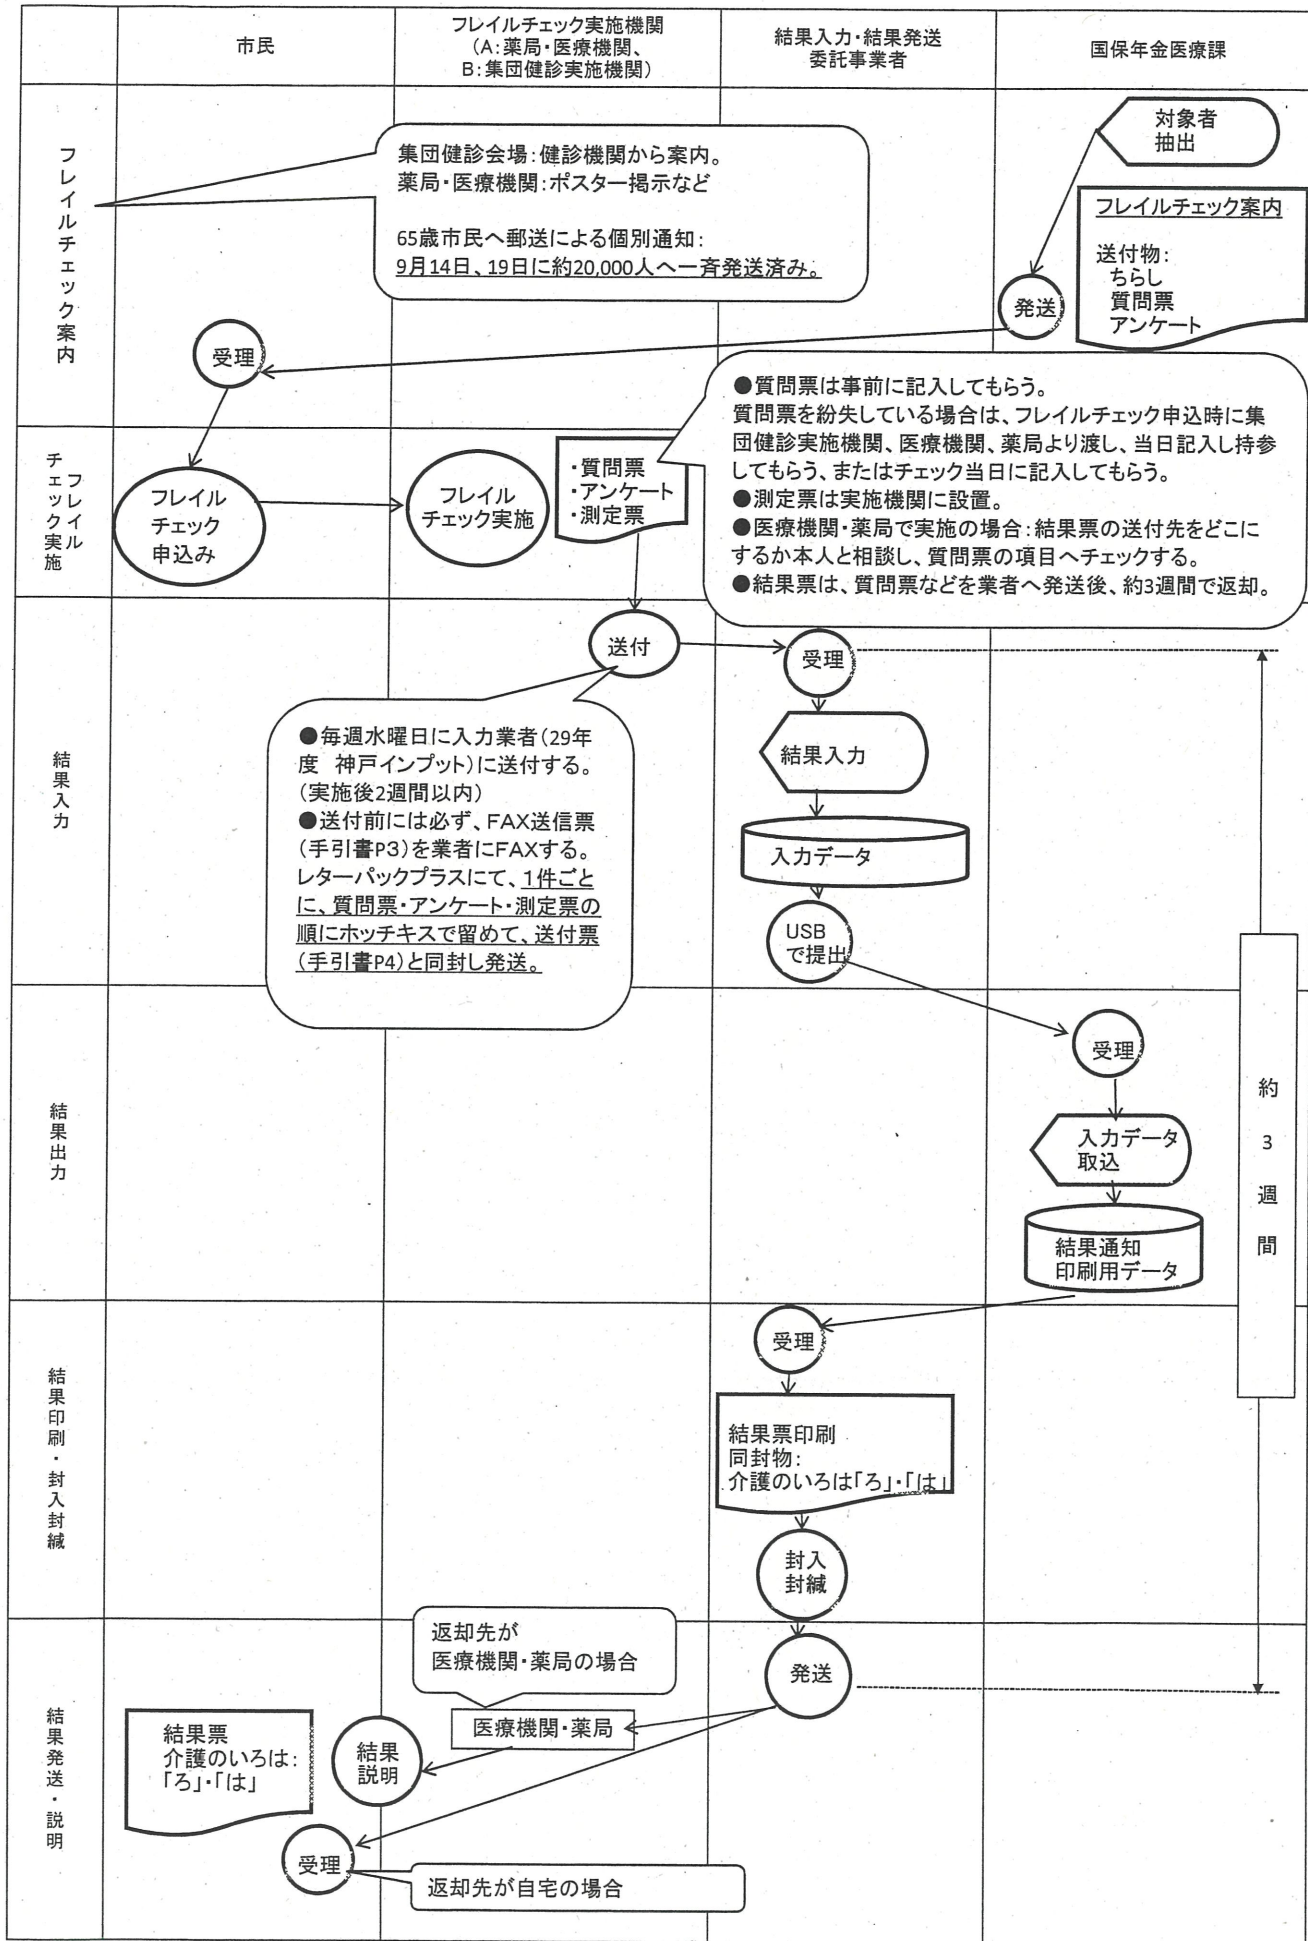 市民
フレイルチェック実施機関
(A:薬局・医療機関、
B:集団健診実施機関)
結果入力・結果発送
委託事業者
国保年金医療課
フレイルチェック案内
対象者
抽出
集団健診会場:健診機関から案内。
薬局・医療機関:ポスター掲示など
65歳市民へ郵送による個別通知:
9月14日、19日に約20,000人へ一斉発送済み。
フレイルチェック案内
送付物:
ちらし
質問票
アンケート
発送
受理
フレイル
チェック実施
フレイル
チェック
申込み
フレイル
チェック実施
・質問票
・アンケート
・測定票
●質問票は事前に記入してもらう。
質問票を紛失している場合は、フレイルチェック申込時に集
団健診実施機関、医療機関、薬局より渡し、当日記入し持参
してもらう、またはチェック当日に記入してもらう。
●測定票は実施機関に設置。
●医療機関・薬局で実施の場合:結果票の送付先をどこに
するか本人と相談し、質問票の項目へチェックする。
●結果票は、質問票などを業者へ発送後、約3週間で返却。
結果入力
送付
受理
●毎週水曜日に入力業者(29年
度 神戸インプット)に送付する。
(実施後2週間以内)
●送付前には必ず、FAX送信票
(手引書P3)を業者にFAXする。
レターパックプラスにて、1件ごと
に、質問票・アンケート・測定票の
順にホッチキスで留めて、送付票
(手引書P4)と同封し発送。
結果入力
入力データ
USB
で提出
約3週間
結果出力
受理
入力データ
取込
結果通知
印刷用データ
結果印刷・封入封緘
受理
結果票印刷
同封物:
介護のいろは「ろ」・「は」
封入
封緘
結果発送・説明
発送
返却先が
医療機関・薬局の場合
医療機関・薬局
結果
説明
結果票
介護のいろは:
「ろ」・「は」
受理
返却先が自宅の場合